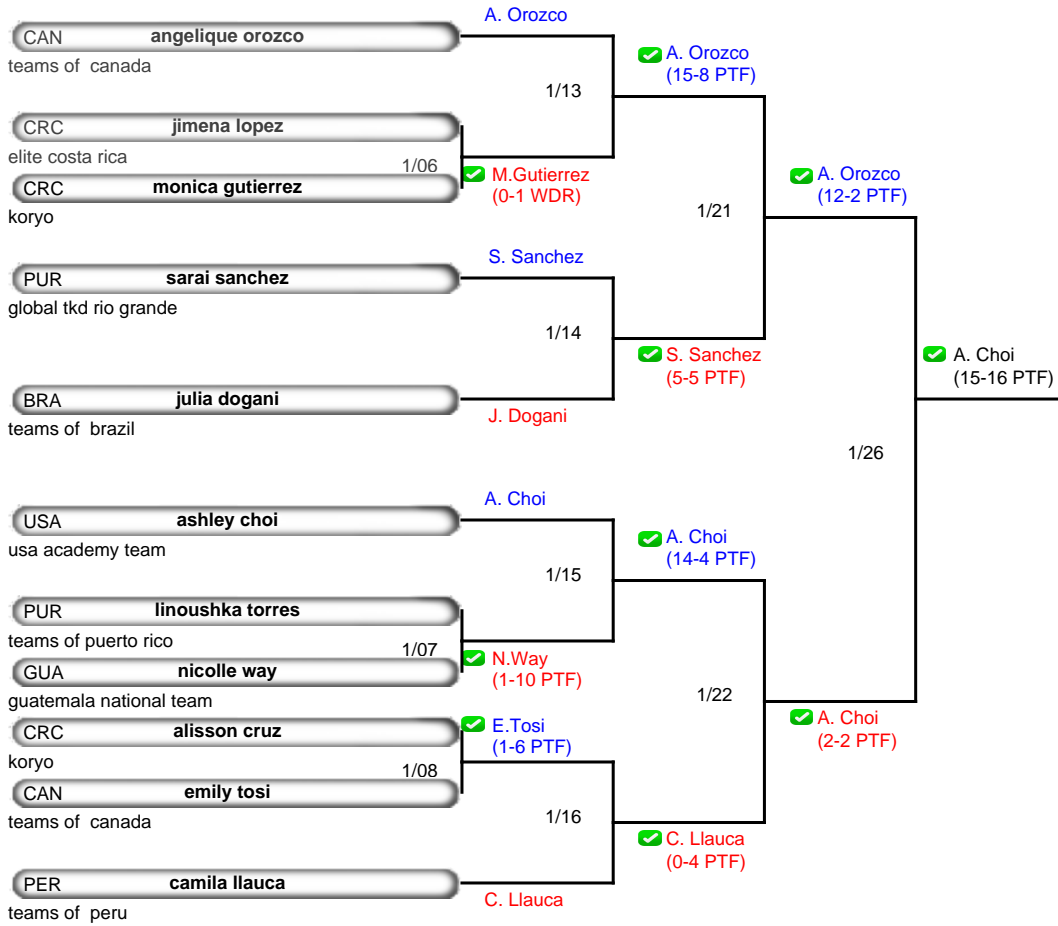 A. Orozco
CAN angelique orozco
teams of  canada
A. Orozco
(15-8 PTF)
1/13
CRC jimena lopez
elite costa rica
1/06
CRC monica gutierrez
koryo
M.Gutierrez
(0-1 WDR)
A. Orozco
(12-2 PTF)
1/21
S. Sanchez
PUR sarai sanchez
global tkd rio grande
1/14
S. Sanchez
(5-5 PTF)
BRA julia dogani
teams of  brazil
J. Dogani
A. Choi
(15-16 PTF)
1/26
A. Choi
USA ashley choi
usa academy team
A. Choi
(14-4 PTF)
1/15
PUR linoushka torres
teams of puerto rico
1/07
GUA nicolle way
guatemala national team
N.Way
(1-10 PTF)
1/22
A. Choi
(2-2 PTF)
CRC alisson cruz
koryo
E.Tosi
(1-6 PTF)
1/08
CAN emily tosi
teams of  canada
1/16
C. Llauca
(0-4 PTF)
PER camila llauca
teams of  peru
C. Llauca